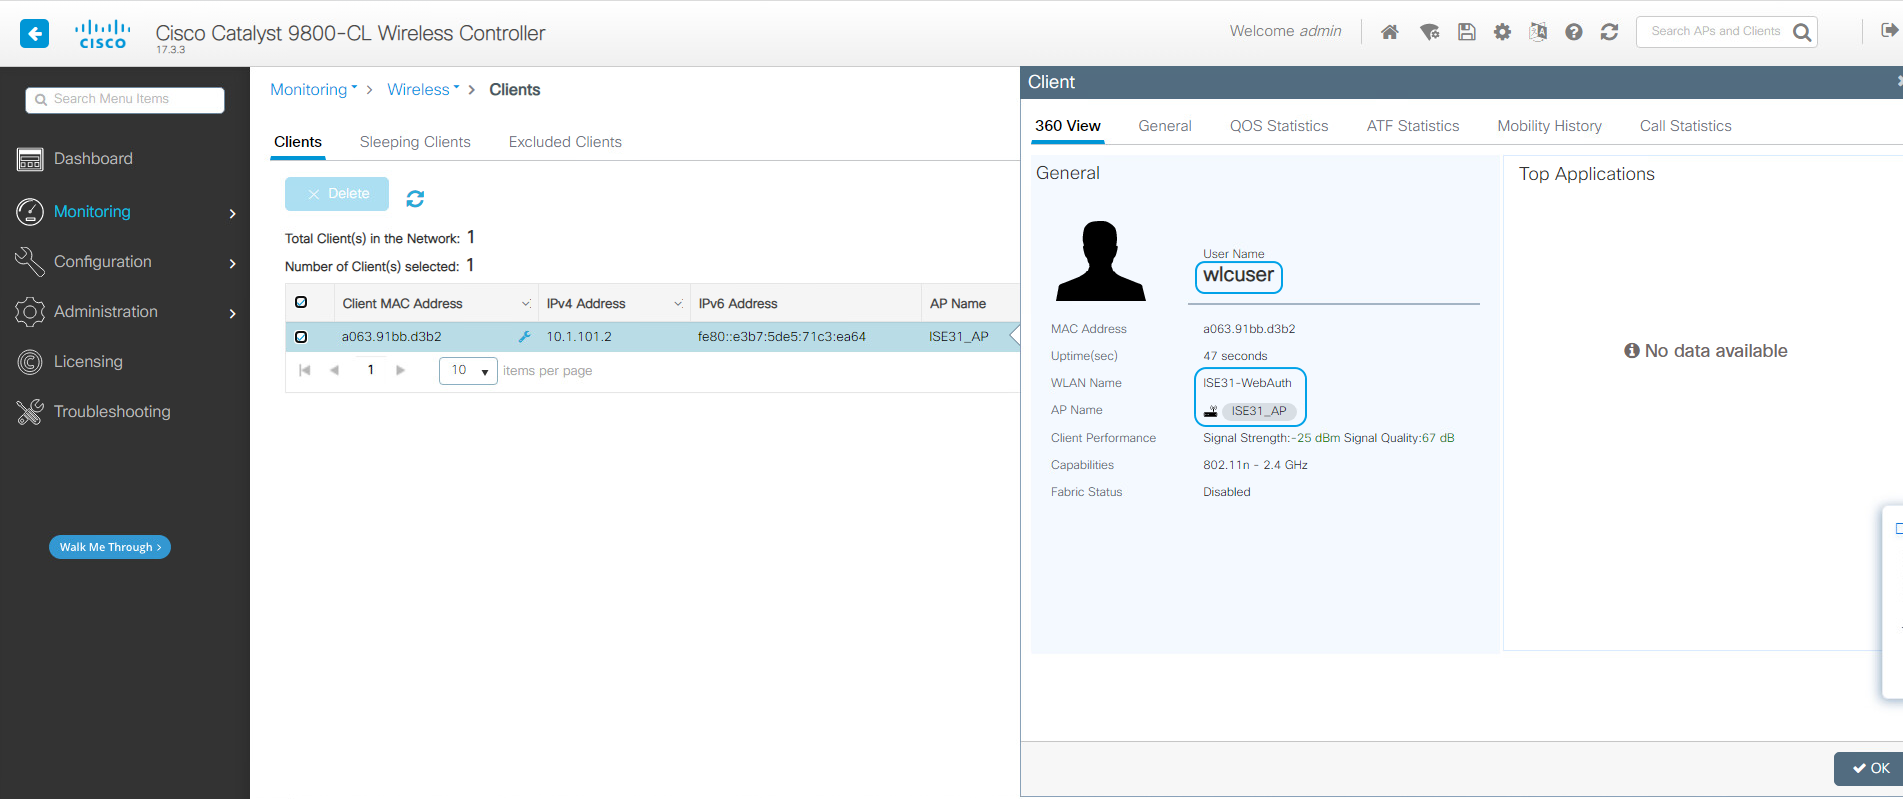 CISCO
Cisco Catalyst 9800-CL Wireless Controller
17.3.3
Welcome admin
Search APs and Clients
Search Menu Items
Dashboard
Monitoring
Configuration
Administration
Licensing
Troubleshooting
Walk Me Through >
Monitoring > Wireless > Clients
Clients Sleeping Clients Excluded Clients
× Delete
Total Client(s) in the Network: 1
Number of Client(s) selected: 1
Client MAC Address IPv4 Address IPv6 Address AP Name
a063.91bb.d3b2 10.1.101.2 fe80::e3b7:5de5:71c3:ea64 ISE31_AP
1 10 items per page
Client
360 View General QOS Statistics ATF Statistics Mobility History Call Statistics
General
User Name
wlcuser
MAC Address a063.91bb.d3b2
Uptime(sec) 47 seconds
WLAN Name ISE31-WebAuth
AP Name ISE31_AP
Client Performance Signal Strength:-25 dBm Signal Quality:67 dB
Capabilities 802.11n - 2.4 GHz
Fabric Status Disabled
Top Applications
No data available
OK